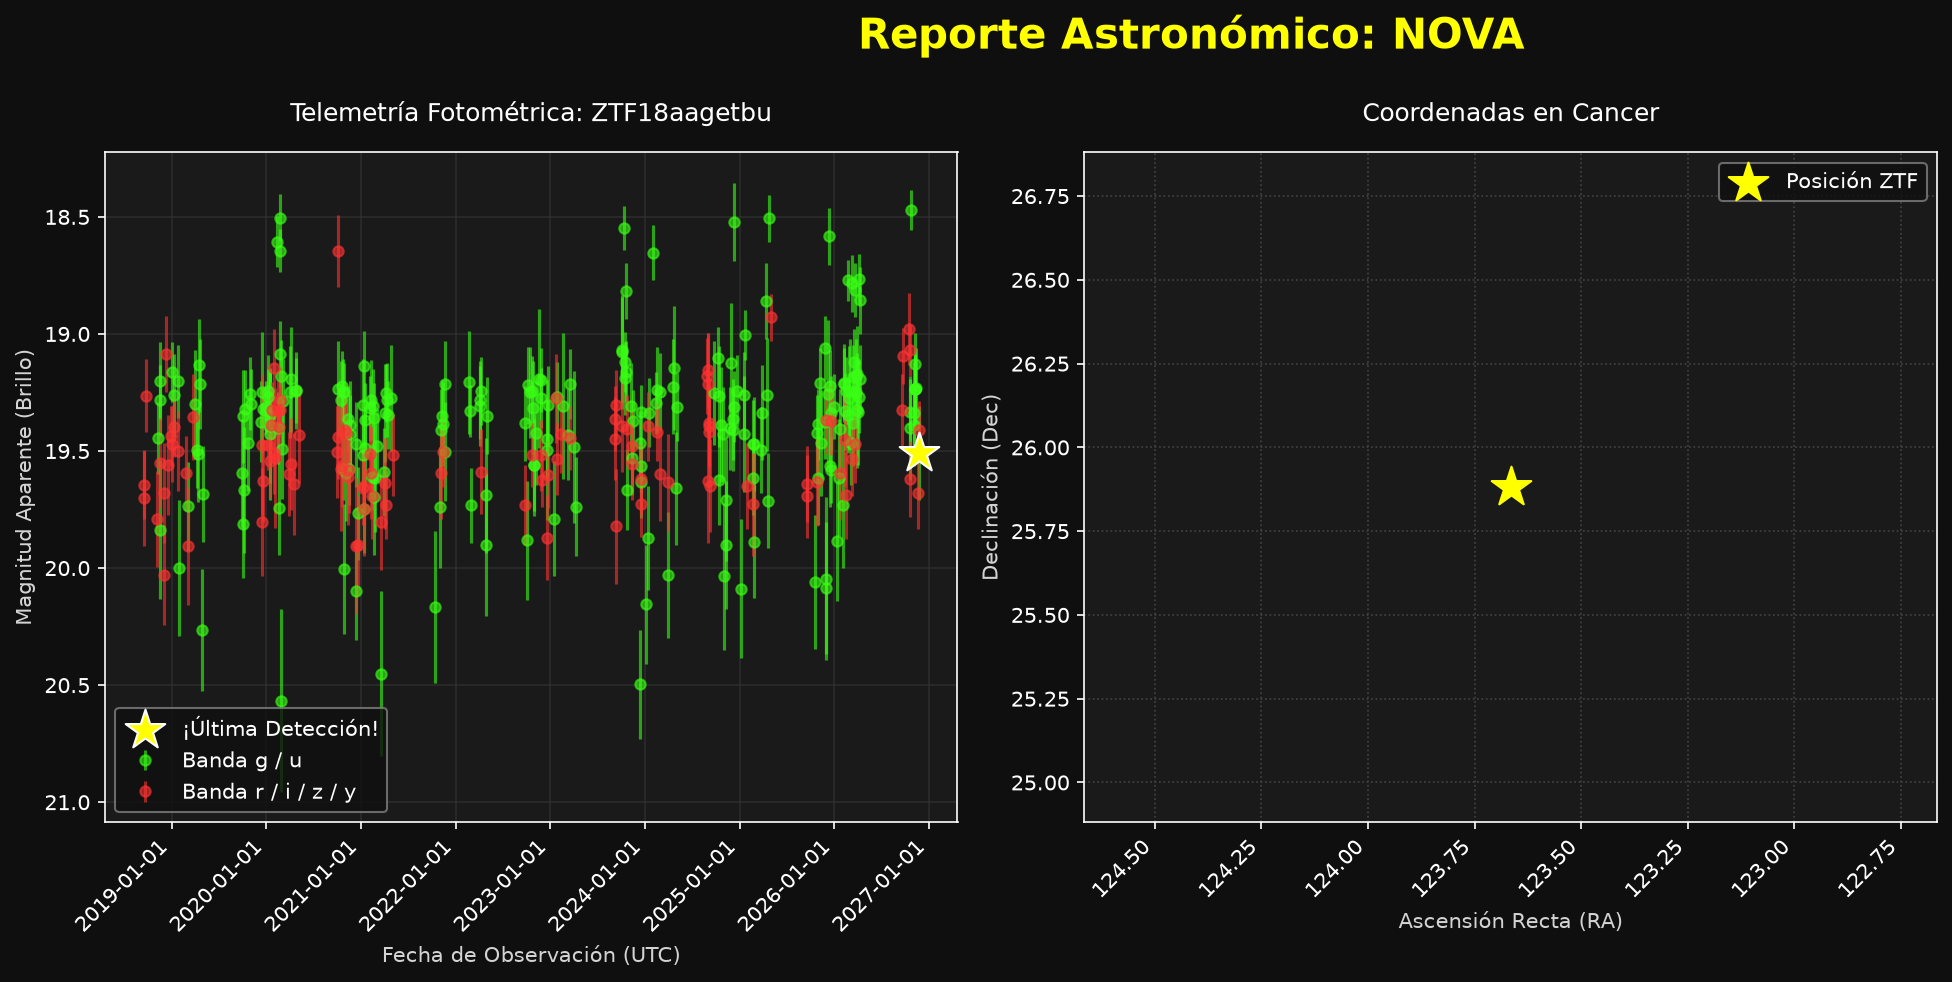 Reporte Astronómico: NOVA
Telemetría Fotométrica: ZTF18aagetbu
Magnitud Aparente (Brillo)
18.5
19.0
19.5
20.0
20.5
21.0
¡Última Detección!
Banda g / u
Banda r / i / z / y
2019-01-01
2020-01-01
2021-01-01
2022-01-01
2023-01-01
2024-01-01
2025-01-01
2026-01-01
2027-01-01
Fecha de Observación (UTC)
Coordenadas en Cancer
Posición ZTF
Declinación (Dec)
26.75
26.50
26.25
26.00
25.75
25.50
25.25
25.00
124.50
124.25
124.00
123.75
123.50
123.25
123.00
122.75
Ascensión Recta (RA)